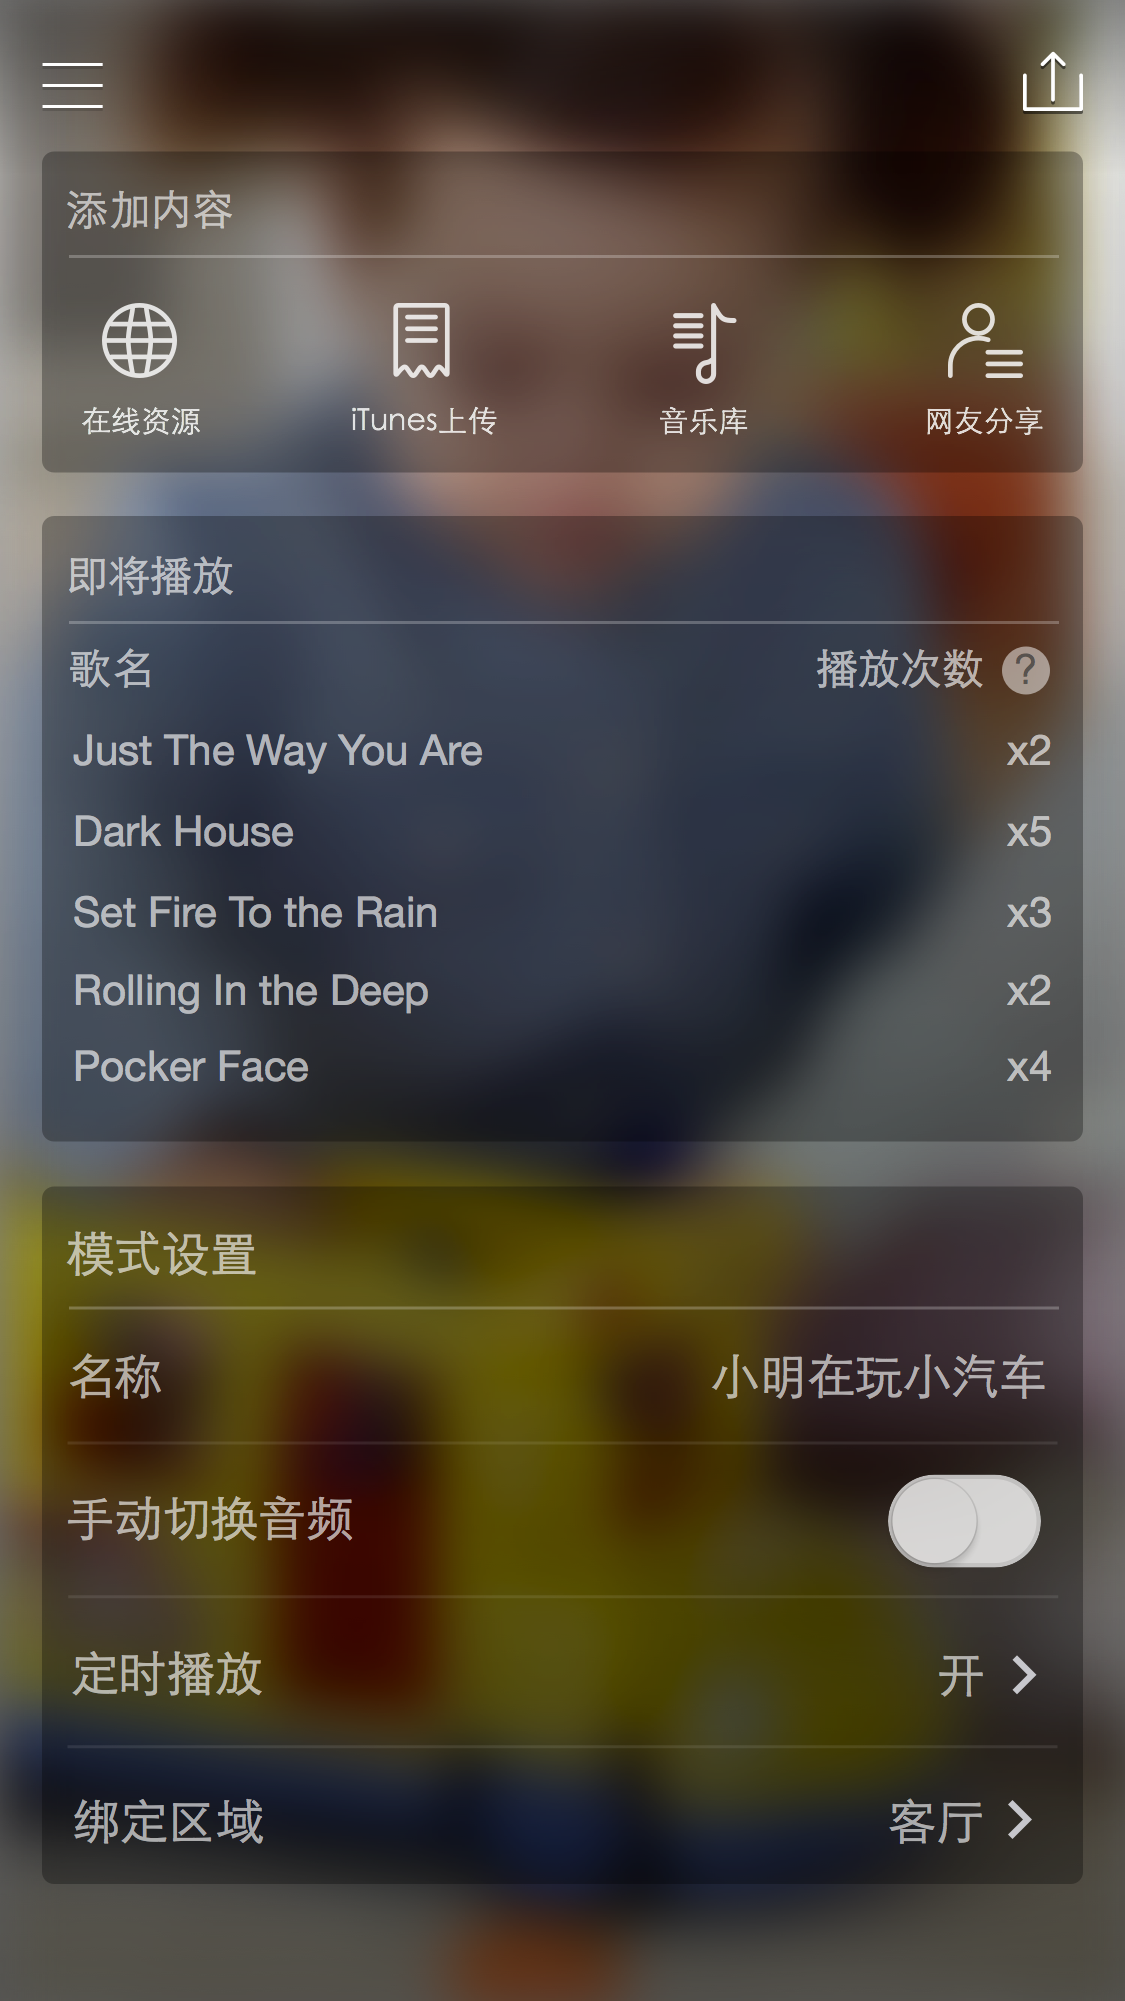 添加内容
在线资源 iTunes上传 音乐库 网友分享
即将播放
歌名 播放次数 ?
Just The Way You Are x2
Dark House x5
Set Fire To the Rain x3
Rolling In the Deep x2
Pocker Face x4
模式设置
名称 小明在玩小汽车
手动切换音频
定时播放 开
绑定区域 客厅